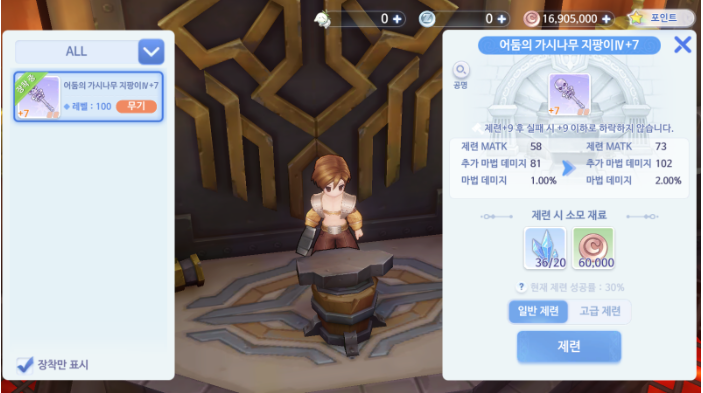 0 +
0 +
16,905,000 +
포인트
ALL
장착중
어둠의 가시나무 지팡이Ⅳ+7
+7
레벨 : 100
무기
장착만 표시
어둠의 가시나무 지팡이Ⅳ+7
공명
+7
제련+9 후 실패 시 +9 이하로 하락하지 않습니다.
제련 MATK 58 제련 MATK 73
추가 마법 데미지 81 추가 마법 데미지 102
마법 데미지 1.00% 마법 데미지 2.00%
제련 시 소모 재료
36/20 60,000
? 현재 제련 성공률 : 30%
일반 제련 고급 제련
제련